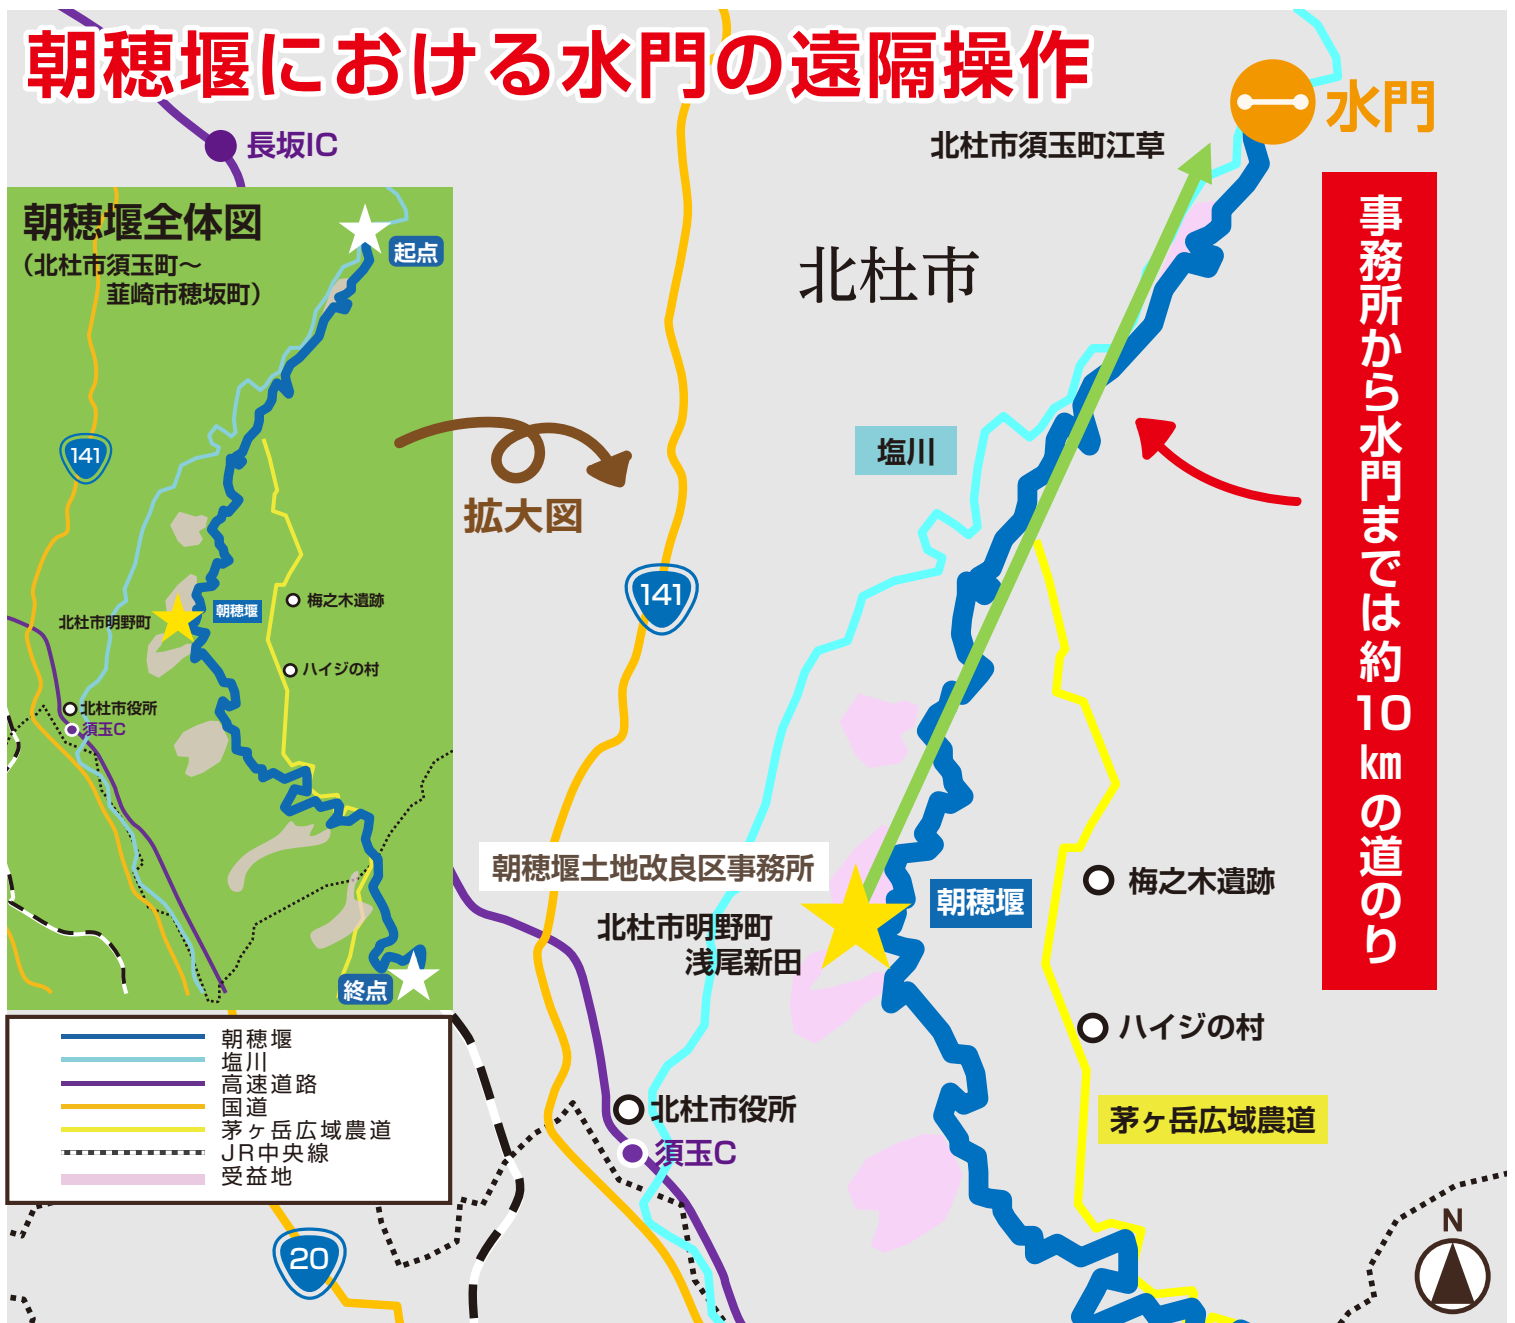 朝穂堰における水門の遠隔操作
長坂IC
水門
北杜市須玉町江草
北杜市
事務所から水門までは約10㎞の道のり
朝穂堰全体図
（北杜市須玉町～
韮崎市穂坂町）
起点
141
梅之木遺跡
朝穂堰
北杜市明野町
ハイジの村
北杜市役所
須玉C
終点
拡大図
塩川
141
朝穂堰土地改良区事務所
北杜市明野町
浅尾新田
朝穂堰
梅之木遺跡
ハイジの村
北杜市役所
須玉C
茅ヶ岳広域農道
朝穂堰
塩川
高速道路
国道
茅ヶ岳広域農道
JR中央線
受益地
20
N